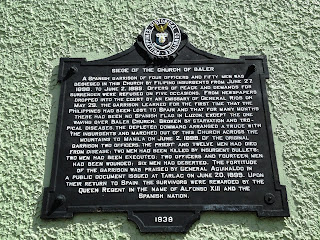 SIEGE OF THE CHURCH OF BALER
A SPANISH GARRISON OF FOUR OFFICERS AND FIFTY MEN WAS
BESIEGED IN THIS CHURCH BY FILIPINO INSURGENTS FROM JUNE 27,
1898, TO JUNE 2, 1899. OFFERS OF PEACE AND DEMANDS FOR
SURRENDER WERE REFUSED ON FIVE OCCASIONS. FROM NEWSPAPERS
DROPPED INTO THE COURT BY AN EMISSARY OF GENERAL RIOS ON
MAY 29, THE GARRISON LEARNED FOR THE FIRST TIME THAT THE
PHILIPPINES HAD BEEN LOST TO SPAIN AND THAT FOR MANY MONTHS
THERE HAD BEEN NO SPANISH FLAG IN LUZON, EXCEPT THE ONE
WAVING OVER BALER CHURCH. BROKEN BY STARVATION AND TRO-
PICAL DISEASES, THE DEPLETED COMMAND ARRANGED A TRUCE WITH
THE INSURGENTS AND MARCHED OUT OF THIS CHURCH ACROSS THE
MOUNTAINS TO MANILA ON JUNE 2, 1899. OF THE ORIGINAL
GARRISON TWO OFFICERS, THE PRIEST, AND TWELVE MEN HAD DIED
FROM DISEASE; TWO MEN HAD BEEN KILLED BY INSURGENT BULLETS;
TWO MEN HAD BEEN EXECUTED; TWO OFFICERS AND FOURTEEN MEN
HAD BEEN WOUNDED; SIX MEN HAD DESERTED. THE FORTITUDE
OF THE GARRISON WAS PRAISED BY GENERAL AGUINALDO IN
A PUBLIC DOCUMENT ISSUED AT TARLAC ON JUNE 20, 1899. UPON
THEIR RETURN TO SPAIN THE SURVIVORS WERE REWARDED BY THE
QUEEN REGENT IN THE NAME OF ALFONSO XIII AND THE
SPANISH NATION.
1939